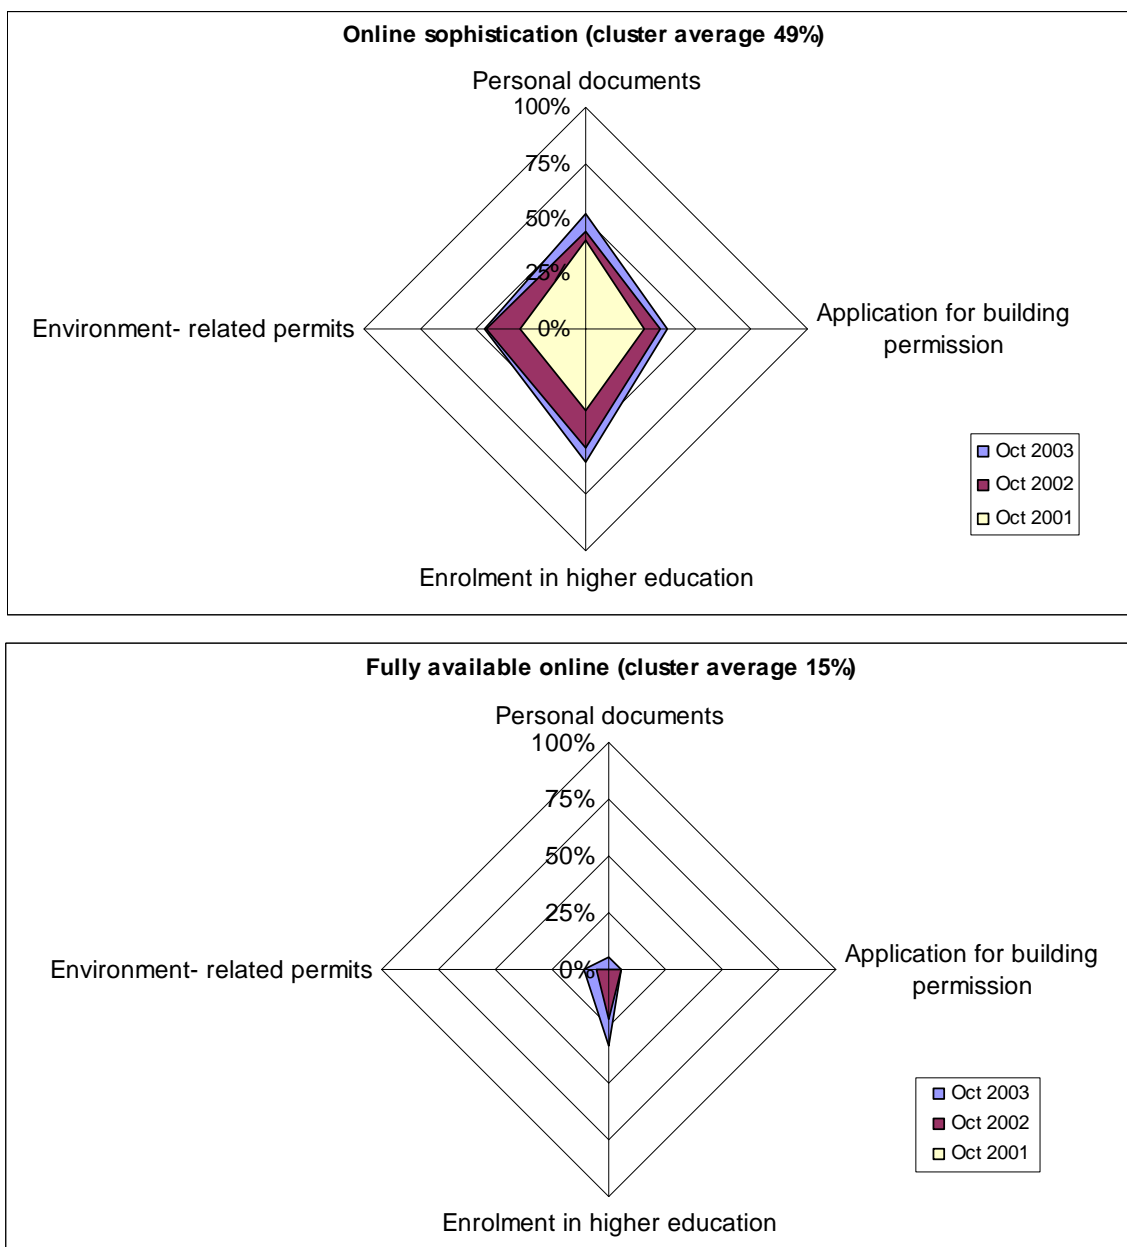 Online sophistication (cluster average 49%)
Personal documents
100%
75%
50%
25%
0%
Environment- related permits
Application for building
permission
Oct 2003
Oct 2002
Oct 2001
Enrolment in higher education
Fully available online (cluster average 15%)
Personal documents
100%
75%
50%
25%
0%
Environment- related permits
Application for building
permission
Oct 2003
Oct 2002
Oct 2001
Enrolment in higher education